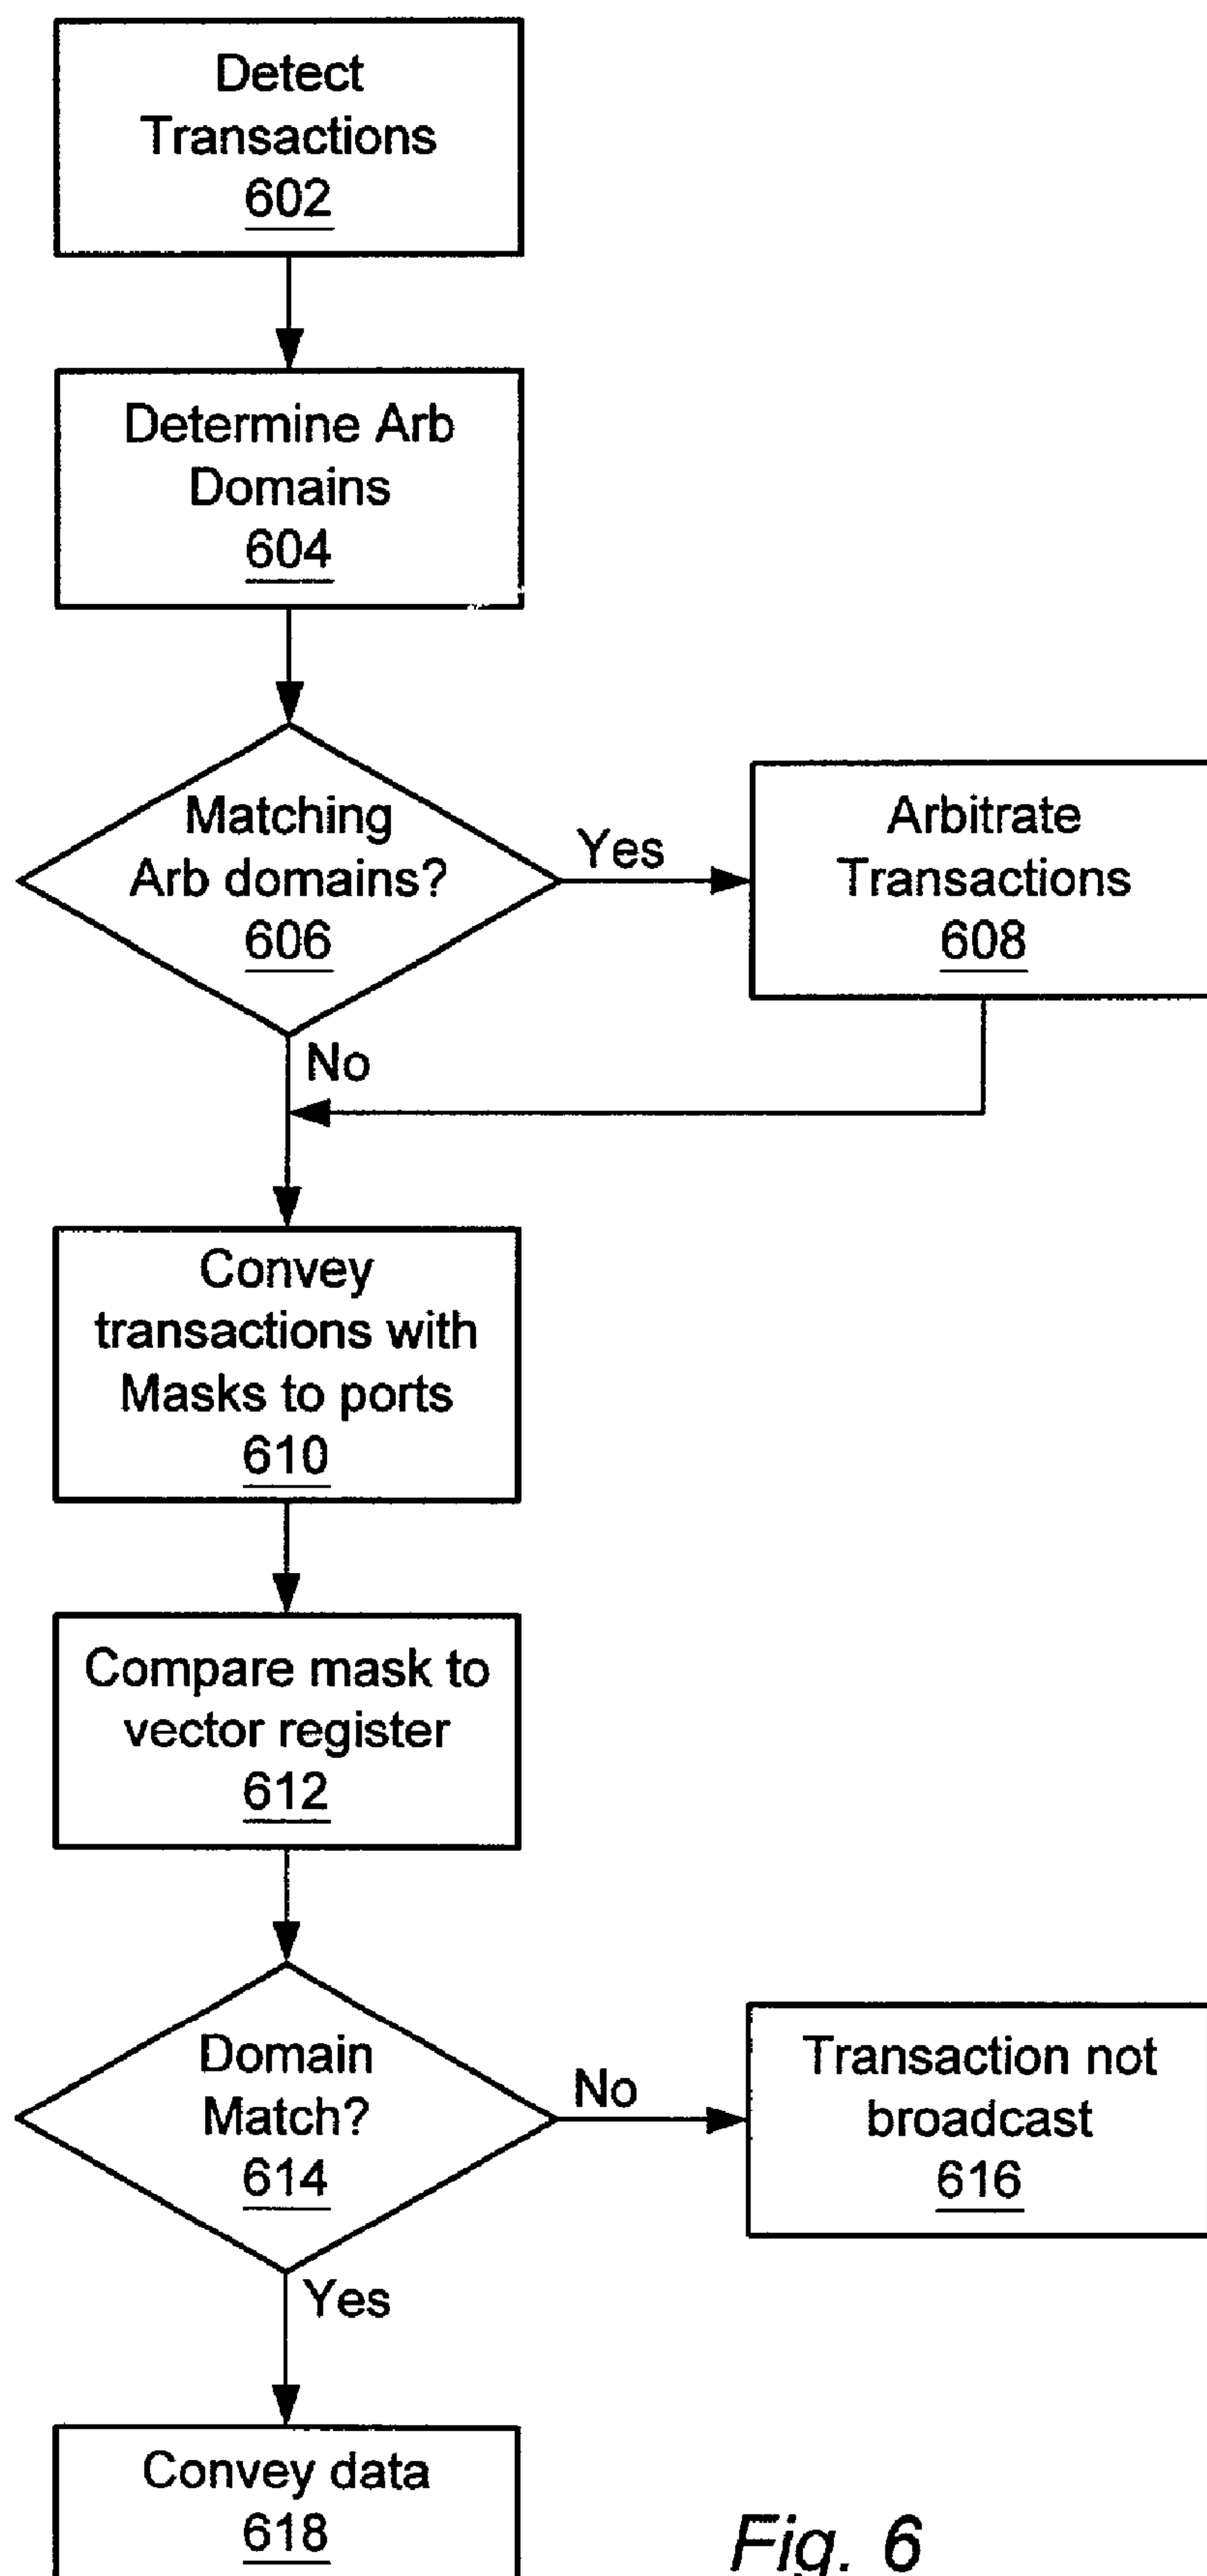 Detect
Transactions
602
Determine Arb
Domains
604
Matching
Arb domains?
606
Yes
Arbitrate
Transactions
608
No
Convey
transactions with
Masks to ports
610
Compare mask to
vector register
612
Domain
Match?
614
No
Transaction not
broadcast
616
Yes
Convey data
618
Fig. 6